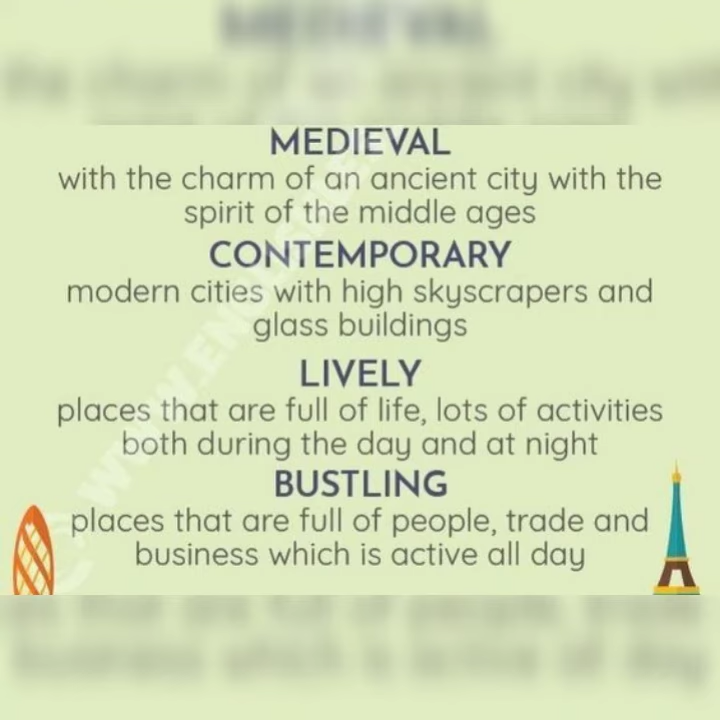 MEDIEVAL
with the charm of an ancient city with the
spirit of the middle ages
CONTEMPORARY
modern cities with high skyscrapers and
glass buildings
LIVELY
places that are full of life, lots of activities
both during the day and at night
BUSTLING
places that are full of people, trade and
business which is active all day